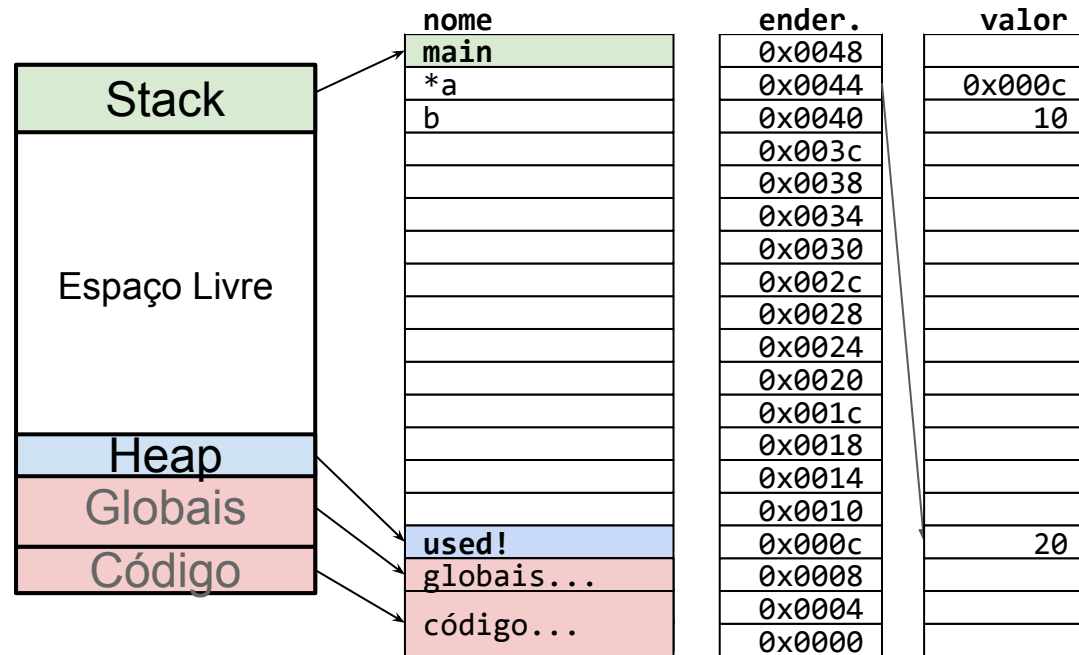 nome ender. valor
main 0x0048
Stack
*a 0x0044 0x000c
b 0x0040 10
0x003c
0x0038
0x0034
0x0030
Espaço Livre
0x002c
0x0028
0x0024
0x0020
0x001c
Heap
0x0018
0x0014
Globais
0x0010
used! 0x000c 20
Código
globais... 0x0008
código... 0x0004
0x0000